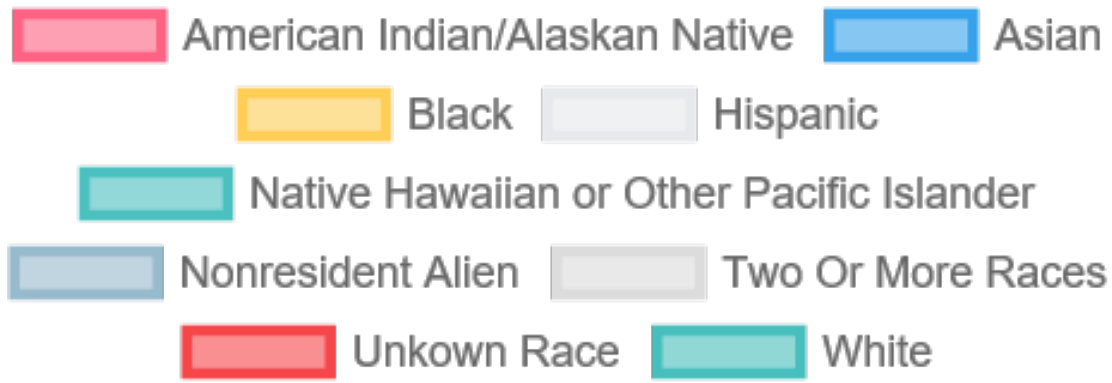 American Indian/Alaskan Native Asian
Black Hispanic
Native Hawaiian or Other Pacific Islander
Nonresident Alien Two Or More Races
Unkown Race White